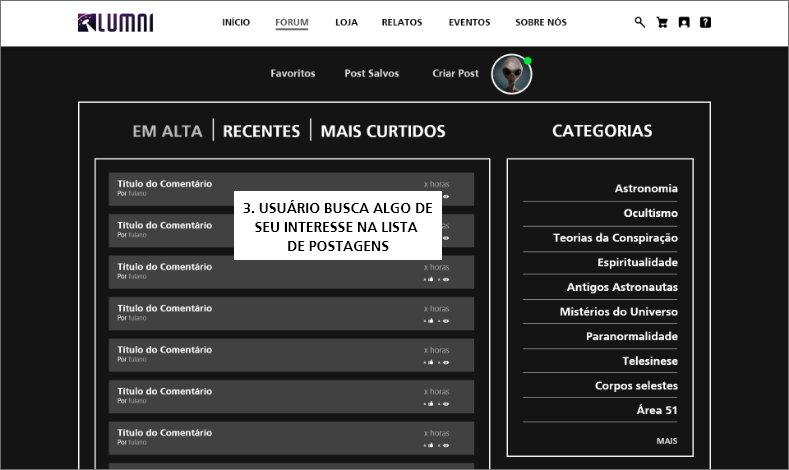 LUMNI
INÍCIO FÓRUM LOJA RELATOS EVENTOS SOBRE NÓS
Favoritos Post Salvos Criar Post
EM ALTA RECENTES MAIS CURTIDOS
Título do Comentário x horas
Por fulano
Título do Comentário
Por fulano
Título do Comentário x horas
Por fulano
Título do Comentário x horas
Por fulano
Título do Comentário x horas
Por fulano
Título do Comentário x horas
Por fulano
Título do Comentário x horas
Por fulano
3. USUÁRIO BUSCA ALGO DE
SEU INTERESSE NA LISTA
DE POSTAGENS
CATEGORIAS
Astronomia
Ocultismo
Teorias da Conspiração
Espiritualidade
Antigos Astronautas
Mistérios do Universo
Paranormalidade
Telesinese
Corpos selestes
Área 51
MAIS